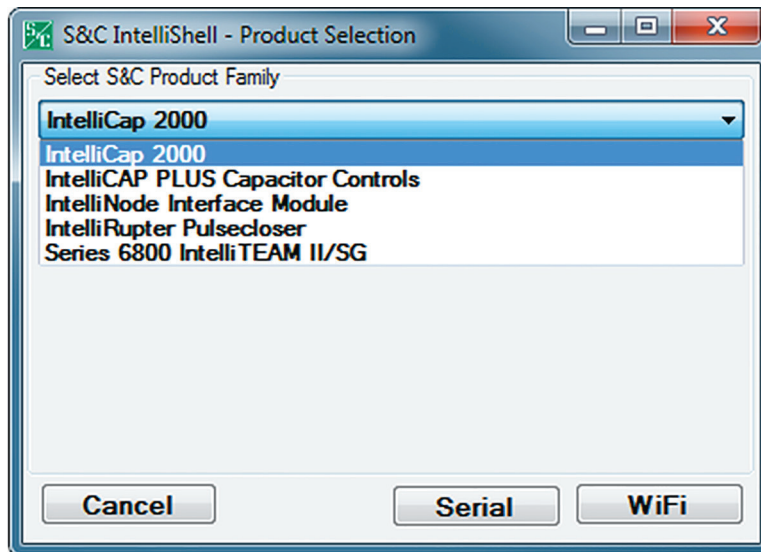 S&C IntelliShell - Product Selection
Select S&C Product Family
IntelliCap 2000
IntelliCap 2000
IntelliCAP PLUS Capacitor Controls
IntelliNode Interface Module
IntelliRupter Pulsecloser
Series 6800 IntelliTEAM II/SG
Cancel Serial WiFi